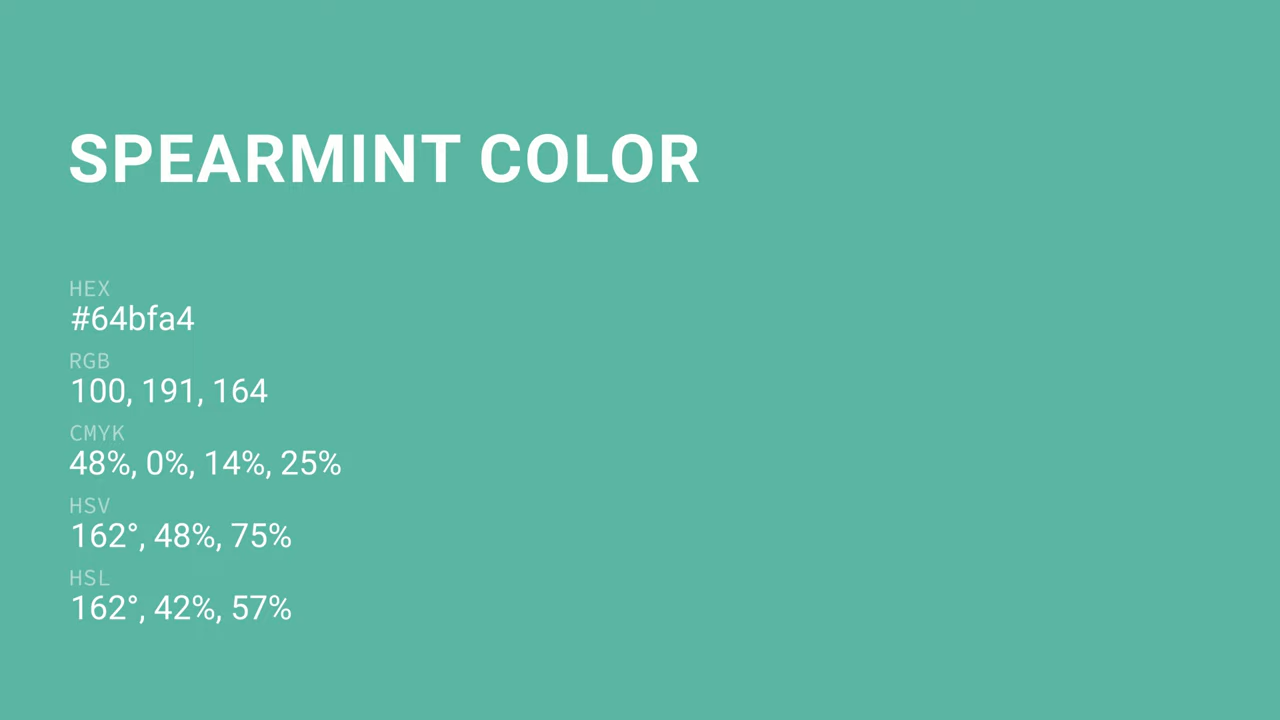 SPEARMINT COLOR
HEX
#64bfa4
RGB
100, 191, 164
CMYK
48%, 0%, 14%, 25%
HSV
162°, 48%, 75%
HSL
162°, 42%, 57%